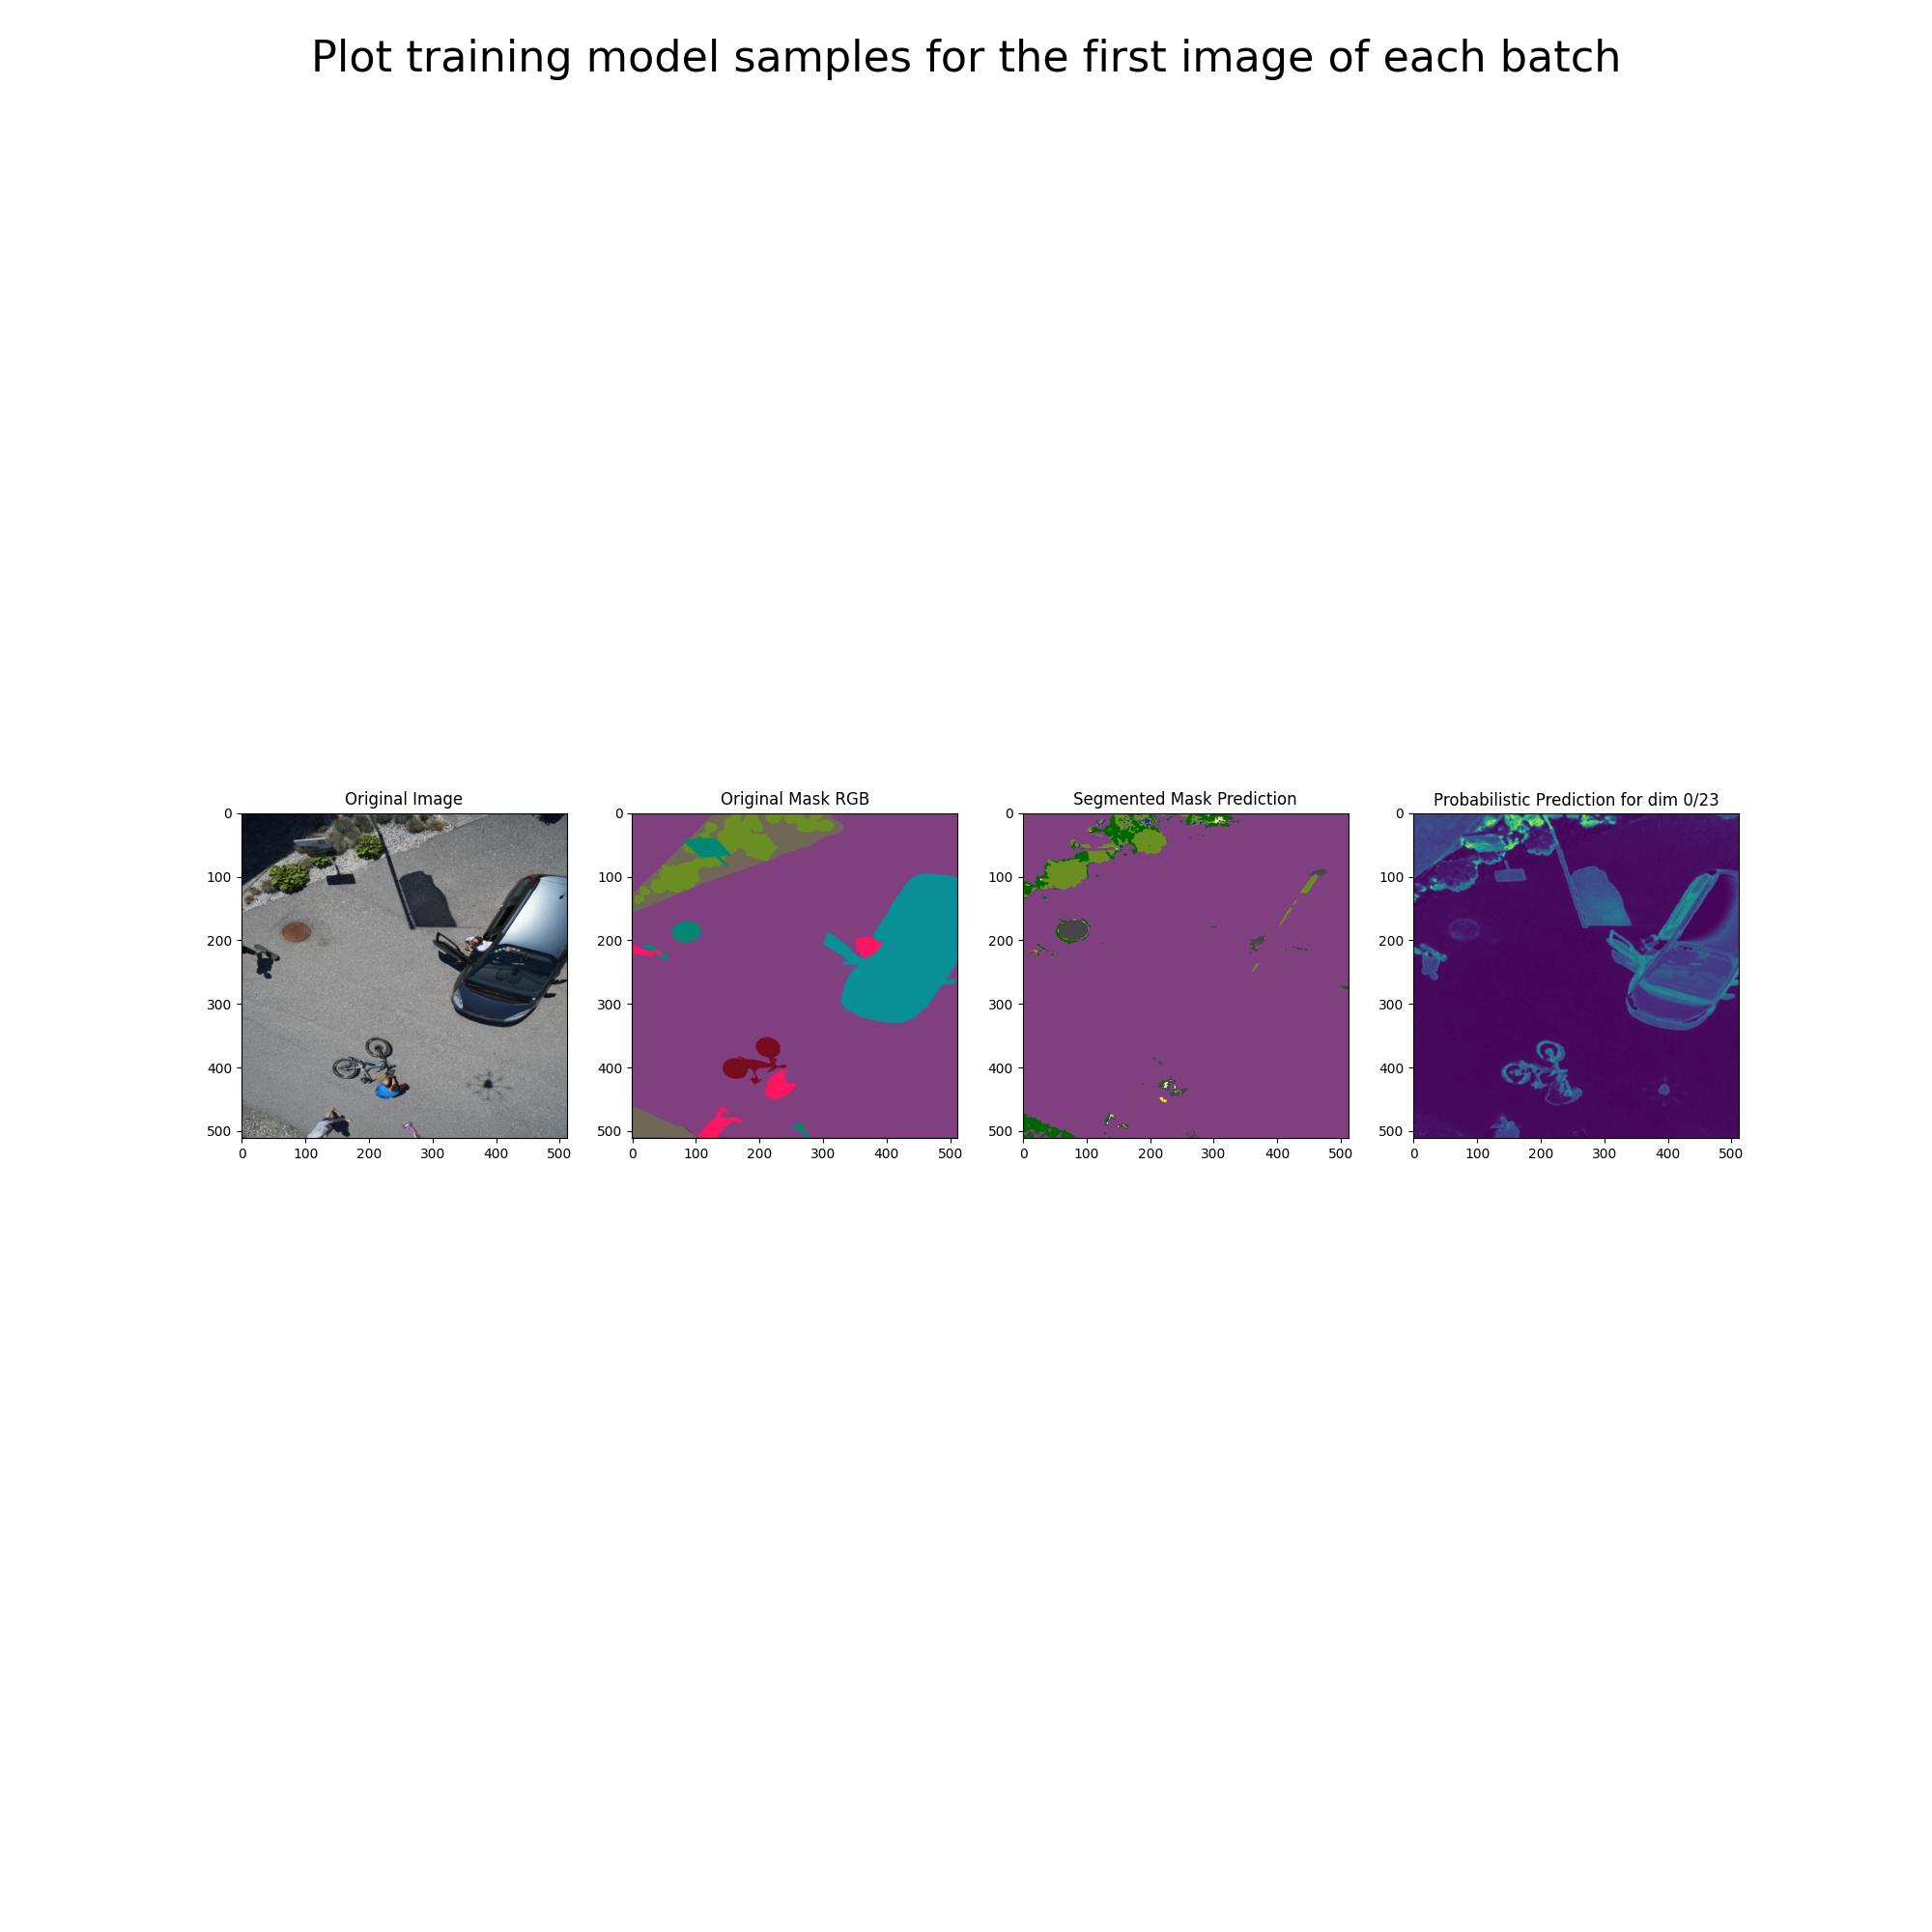 Plot training model samples for the first image of each batch
Original Image
Original Mask RGB
Segmented Mask Prediction
Probabilistic Prediction for dim 0/23
0
100
200
300
400
500
0 100 200 300 400 500
0
100
200
300
400
500
0 100 200 300 400 500
0
100
200
300
400
500
0 100 200 300 400 500
0
100
200
300
400
500
0 100 200 300 400 500